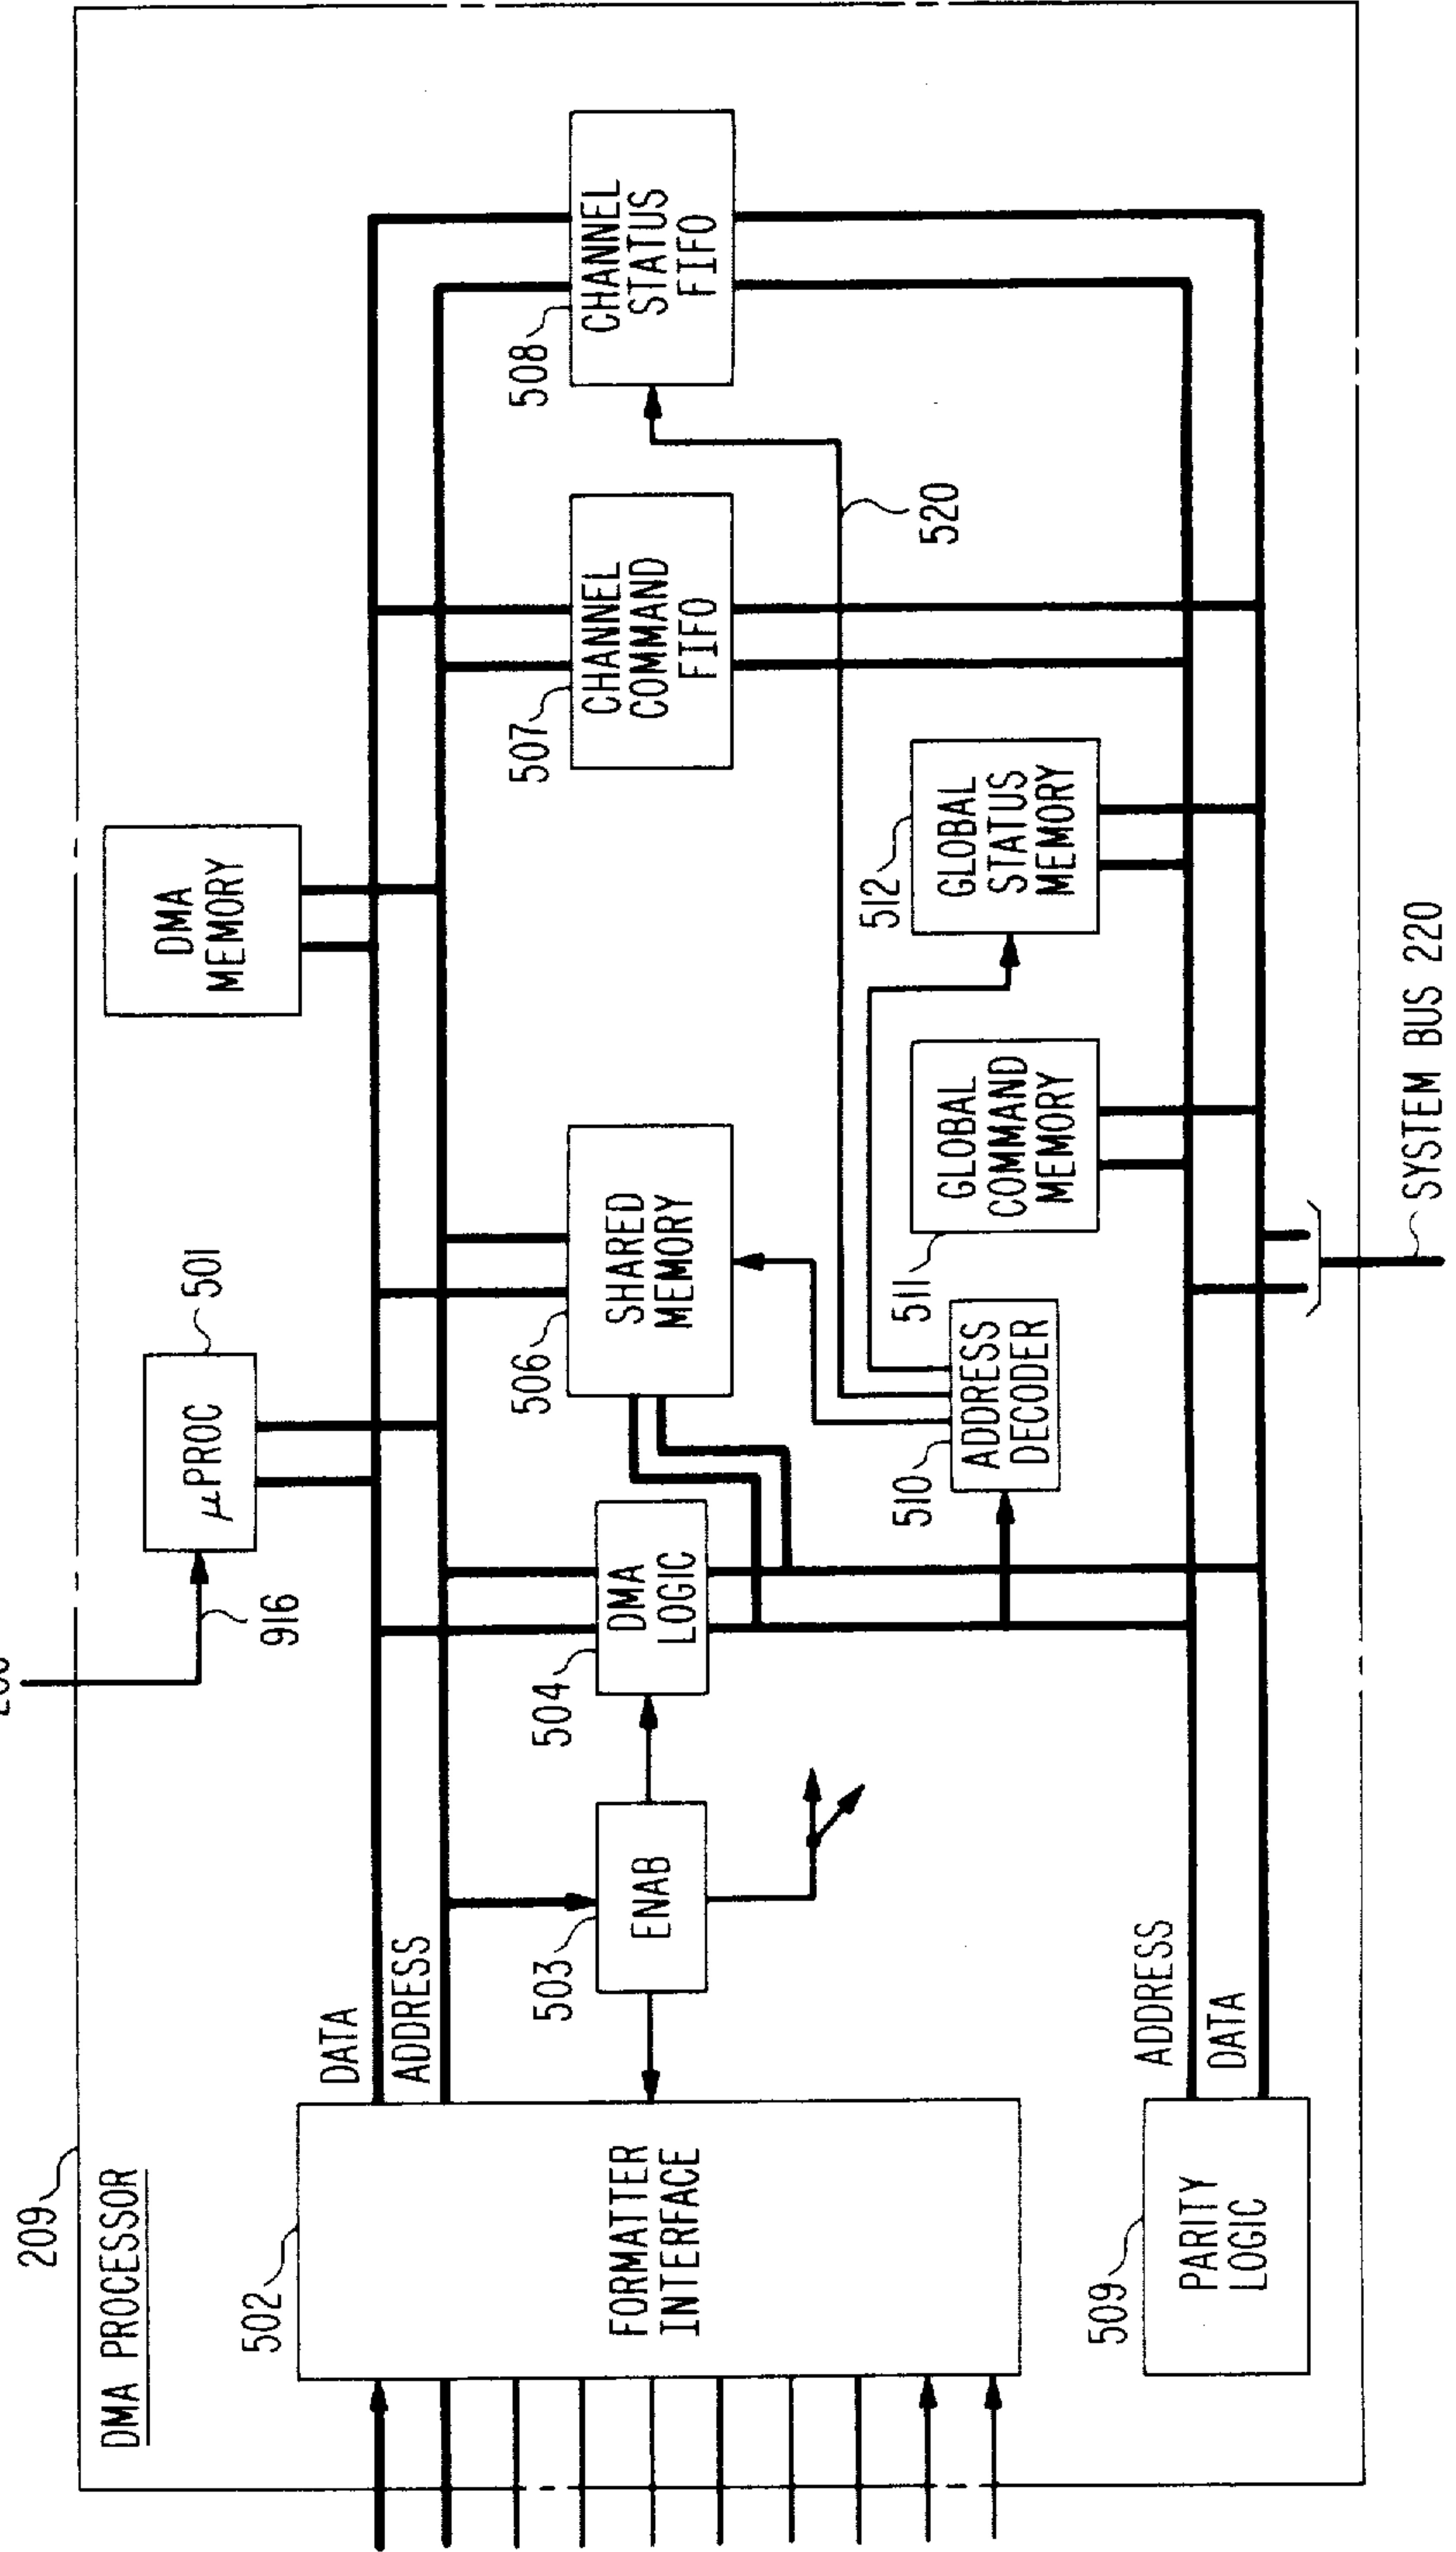 209
DMA PROCESSOR
916
μPROC
501
DMA
MEMORY
DATA
ADDRESS
502
FORMATTER
INTERFACE
503
ENAB
504
DMA
LOGIC
506
SHARED
MEMORY
507
CHANNEL
COMMAND
FIFO
508
CHANNEL
STATUS
FIFO
520
510
ADDRESS
DECODER
511
GLOBAL
COMMAND
MEMORY
512
GLOBAL
STATUS
MEMORY
ADDRESS
DATA
509
PARITY
LOGIC
SYSTEM BUS 220